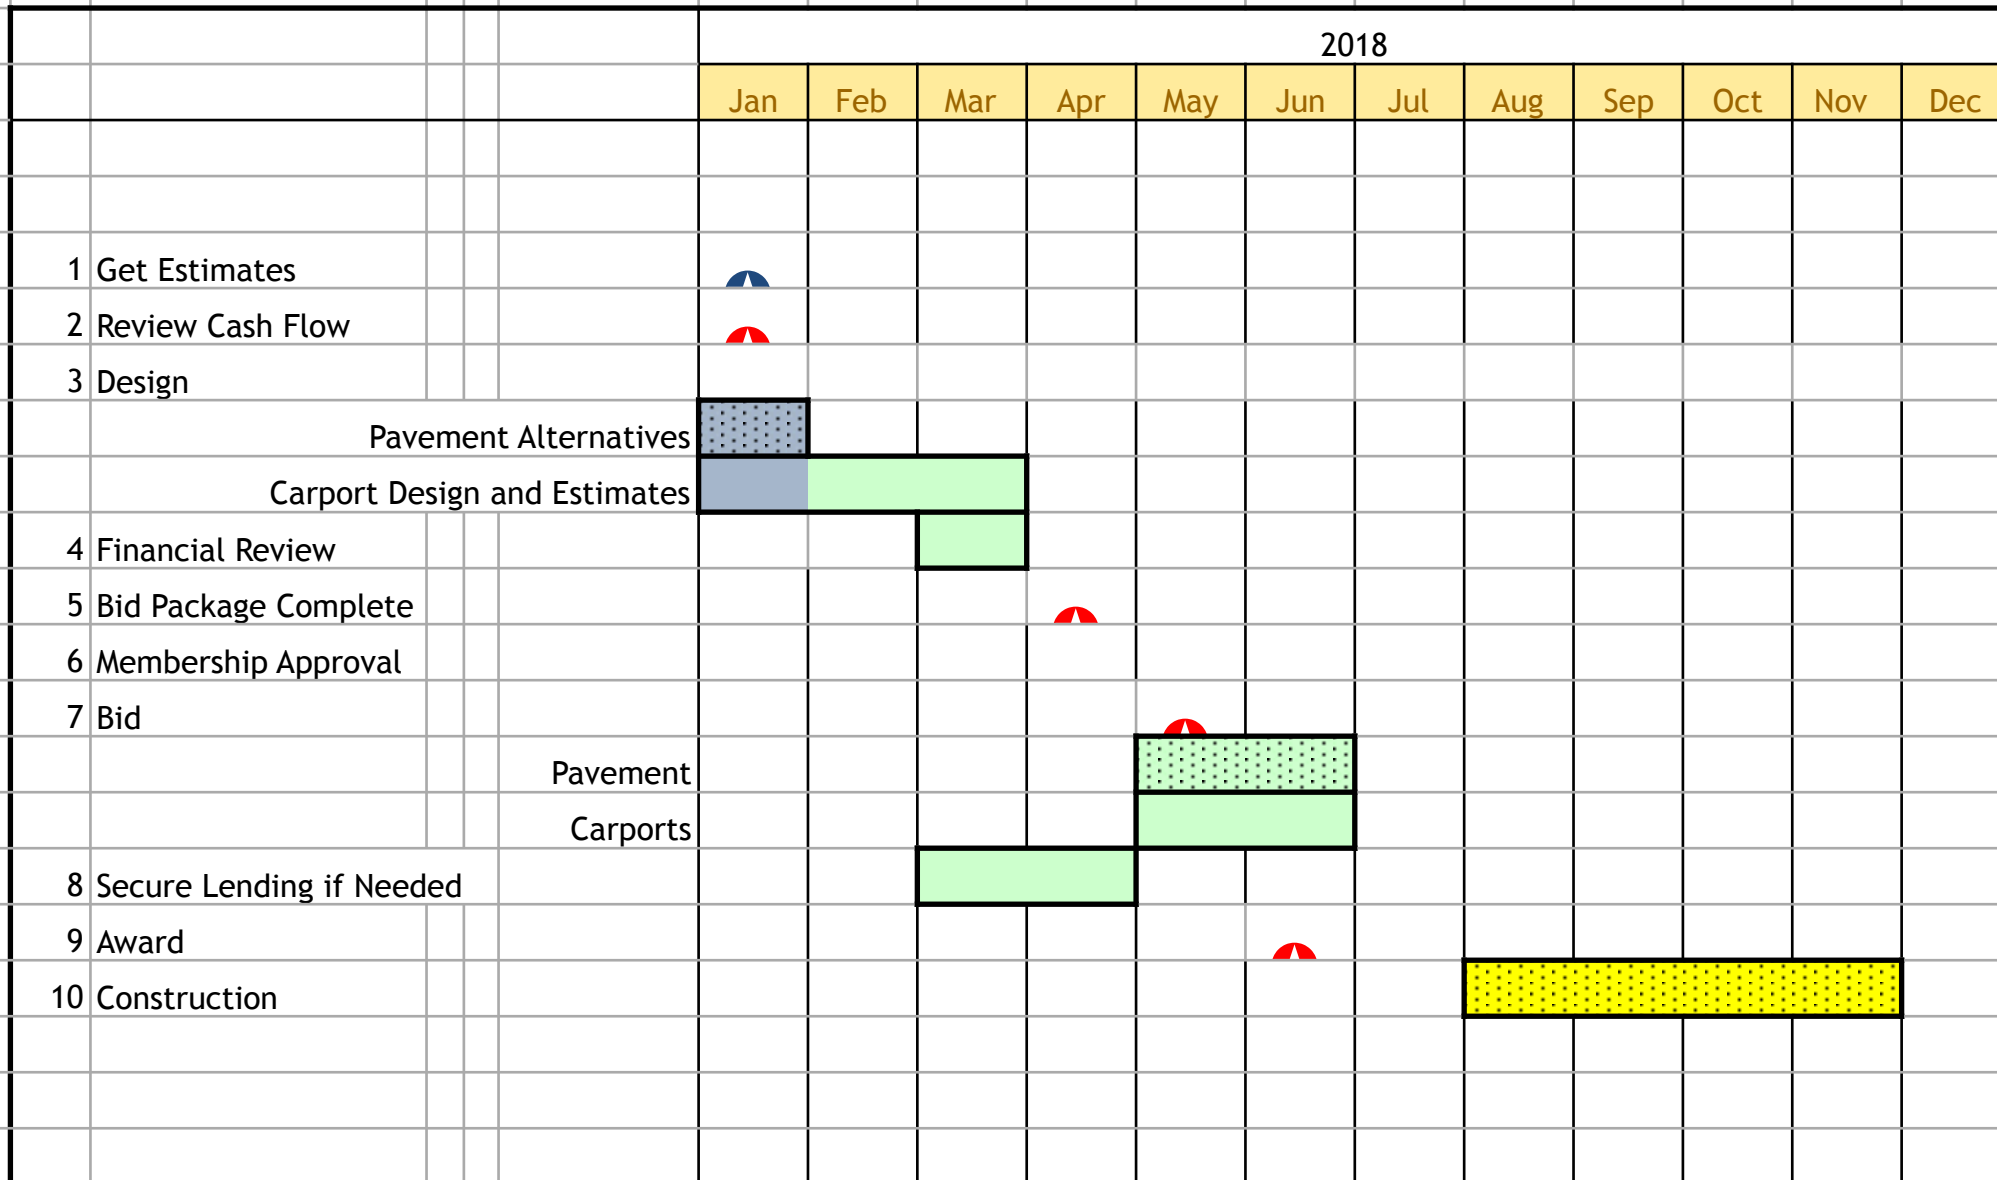 2018
Jan Feb Mar Apr May Jun Jul Aug Sep Oct Nov Dec
1 Get Estimates
2 Review Cash Flow
3 Design
Pavement Alternatives
Carport Design and Estimates
4 Financial Review
5 Bid Package Complete
6 Membership Approval
7 Bid
Pavement
Carports
8 Secure Lending if Needed
9 Award
10 Construction